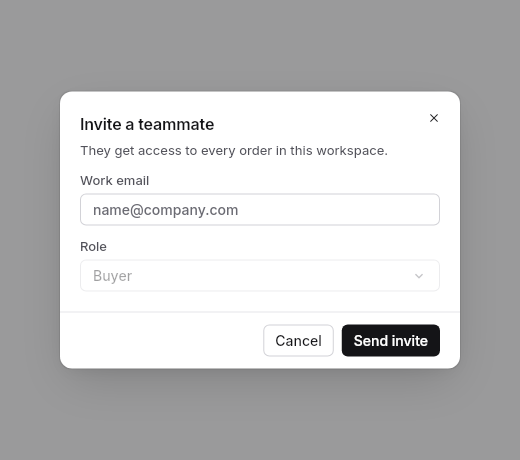 Invite a teammate
They get access to every order in this workspace.
Work email
name@company.com
Role
Buyer
Cancel
Send invite